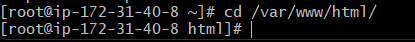 [root@ip-172-31-40-8 ~]# cd /var/www/html/
[root@ip-172-31-40-8 html]#